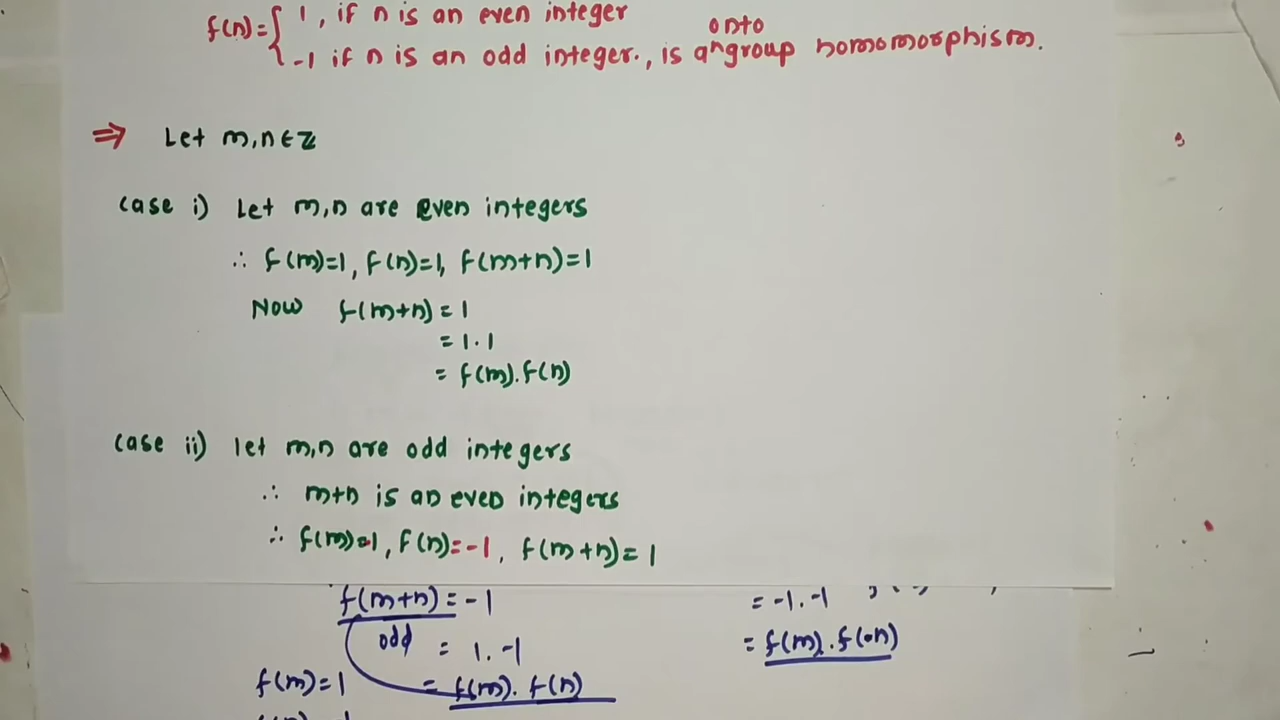 f(n)={ 1, if n is an even integer
-1 if n is an odd integer., is an onto group homomorphism.
⇒ Let m,n∈ℤ
case i) Let m,n are even integers
∴ f(m)=1, f(n)=1, f(m+n)=1
Now f(m+n) = 1
= 1.1
= f(m).f(n)
case ii) let m,n are odd integers
∴ m+n is an even integers
∴ f(m)=-1, f(n)=-1, f(m+n)=1
f(m+n) = -1
odd = 1.-1
f(m)=1 = f(m).f(n)
= -1.-1
= f(m).f(n)